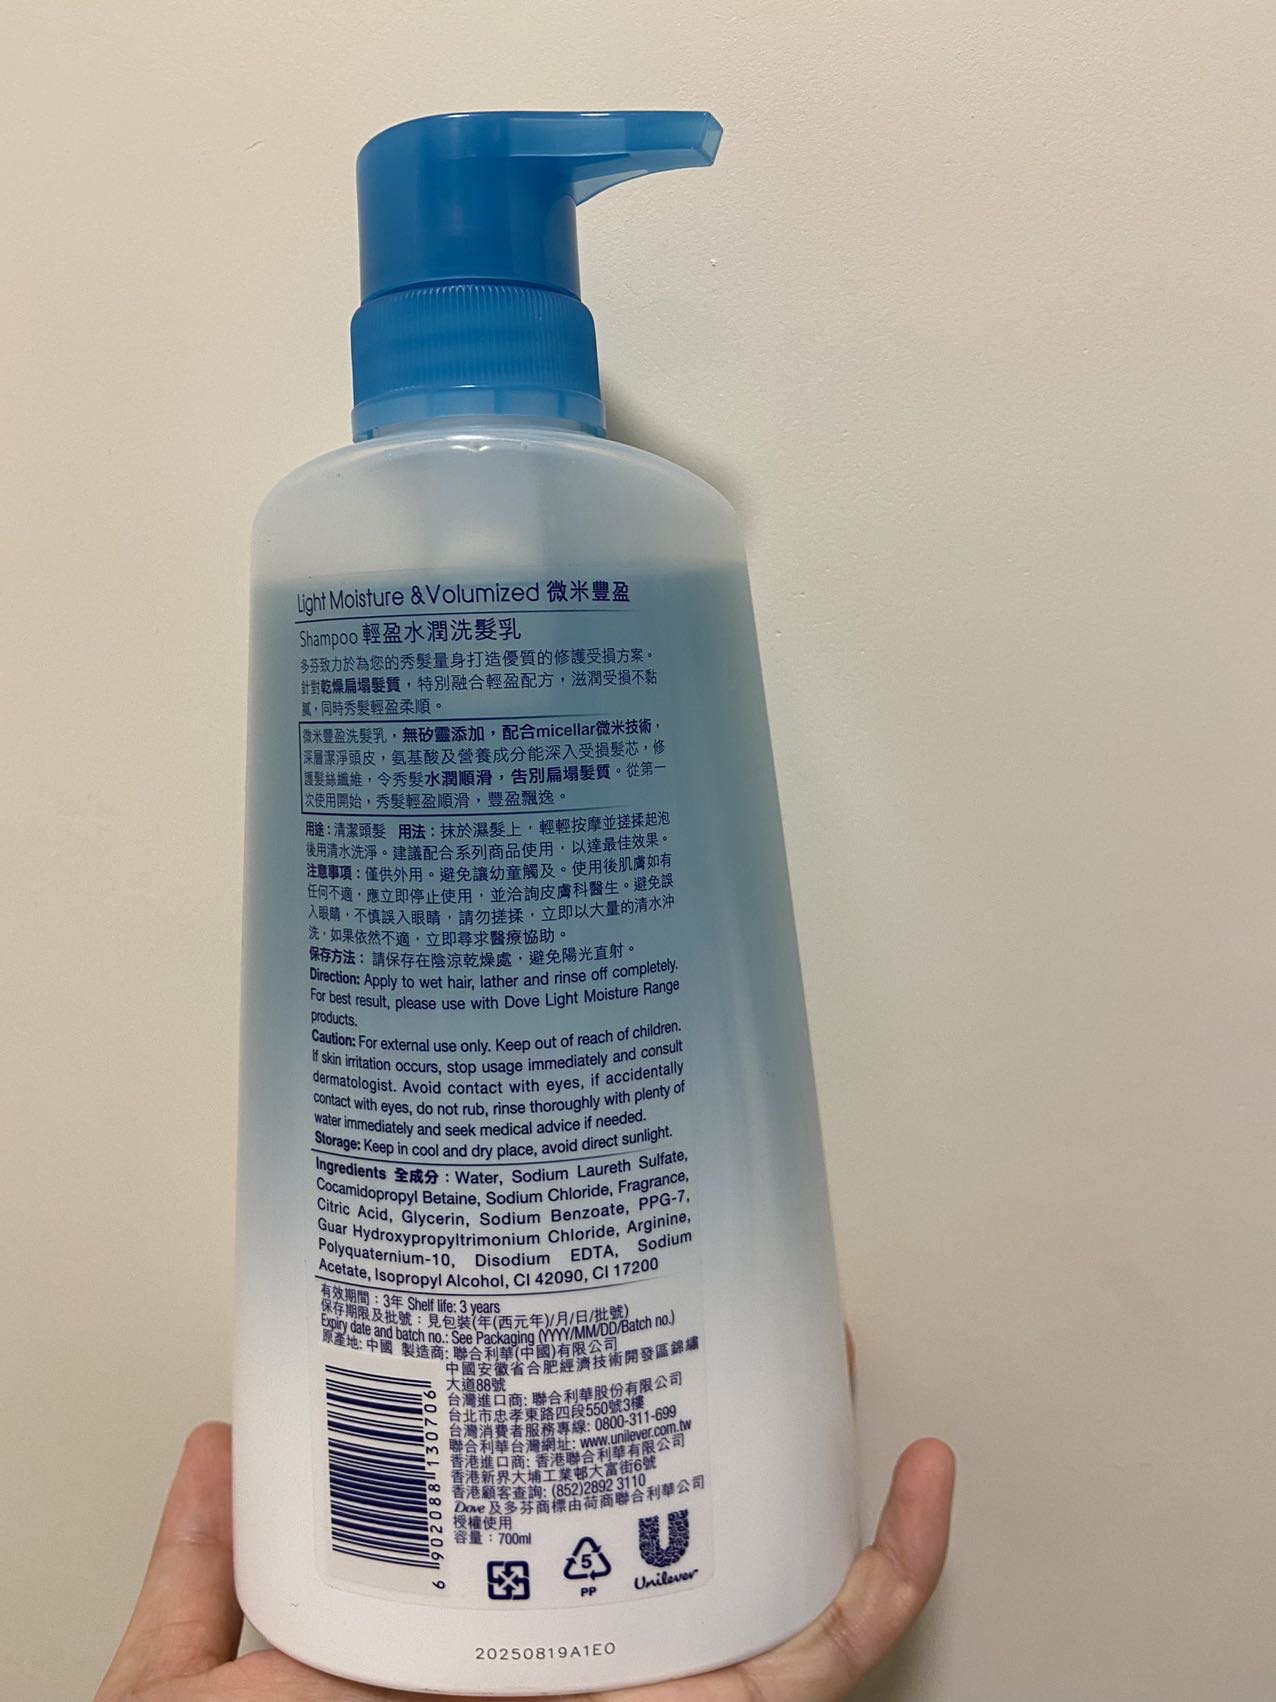 Light Moisture &Volumized 微米豐盈
Shampoo 輕盈水潤洗髮乳
多芬致力於為您的秀髮量身打造優質的修護受損方案。
針對乾燥扁塌髮質，特別融合輕盈配方，滋潤受損不黏
膩，同時秀髮輕盈柔順。
微米豐盈洗髮乳，無矽靈添加，配合micellar微米技術，
深層潔淨頭皮，氨基酸及營養成分能深入受損髮芯，修
護髮絲纖維，令秀髮水潤順滑，告別扁塌髮質。從第一
次使用開始，秀髮輕盈順滑，豐盈飄逸。
用途：清潔頭髮 用法：抹於濕髮上，輕輕按摩並搓揉起泡
後用清水洗淨。建議配合系列商品使用，以達最佳效果。
注意事項：僅供外用。避免讓幼童觸及。使用後肌膚如有
任何不適，應立即停止使用，並洽詢皮膚科醫生。避免誤
入眼睛，不慎誤入眼睛，請勿搓揉，立即以大量的清水沖
洗，如果依然不適，立即尋求醫療協助。
保存方法：請保存在陰涼乾燥處，避免陽光直射。
Direction: Apply to wet hair, lather and rinse off completely.
For best result, please use with Dove Light Moisture Range
products.
Caution: For external use only. Keep out of reach of children.
If skin irritation occurs, stop usage immediately and consult
dermatologist. Avoid contact with eyes, if accidentally
contact with eyes, do not rub, rinse thoroughly with plenty of
water immediately and seek medical advice if needed.
Storage: Keep in cool and dry place, avoid direct sunlight.
Ingredients 全成分：Water, Sodium Laureth Sulfate,
Cocamidopropyl Betaine, Sodium Chloride, Fragrance,
Citric Acid, Glycerin, Sodium Benzoate, PPG-7,
Guar Hydroxypropyltrimonium Chloride, Arginine,
Polyquaternium-10, Disodium EDTA, Sodium
Acetate, Isopropyl Alcohol, CI 42090, CI 17200
有效期間：3年 Shelf life: 3 years
保存期限及批號：見包裝(年(西元年)/月/日/批號)
Expiry date and batch no.: See Packaging (YYYY/MM/DD/Batch no.)
原產地: 中國 製造商: 聯合利華(中國)有限公司
中國安徽省合肥經濟技術開發區錦繡
大道88號
台灣進口商: 聯合利華股份有限公司
台北市忠孝東路四段550號3樓
台灣消費者服務專線: 0800-311-699
聯合利華台灣網址: www.unilever.com.tw
香港進口商: 香港聯合利華有限公司
香港新界大埔工業邨大富街6號
香港顧客查詢: (852)2892 3110
Dove 及多芬商標由荷商聯合利華公司
授權使用
容量：700ml
6 902088 130706
5
PP
Unilever
20250819A1EO